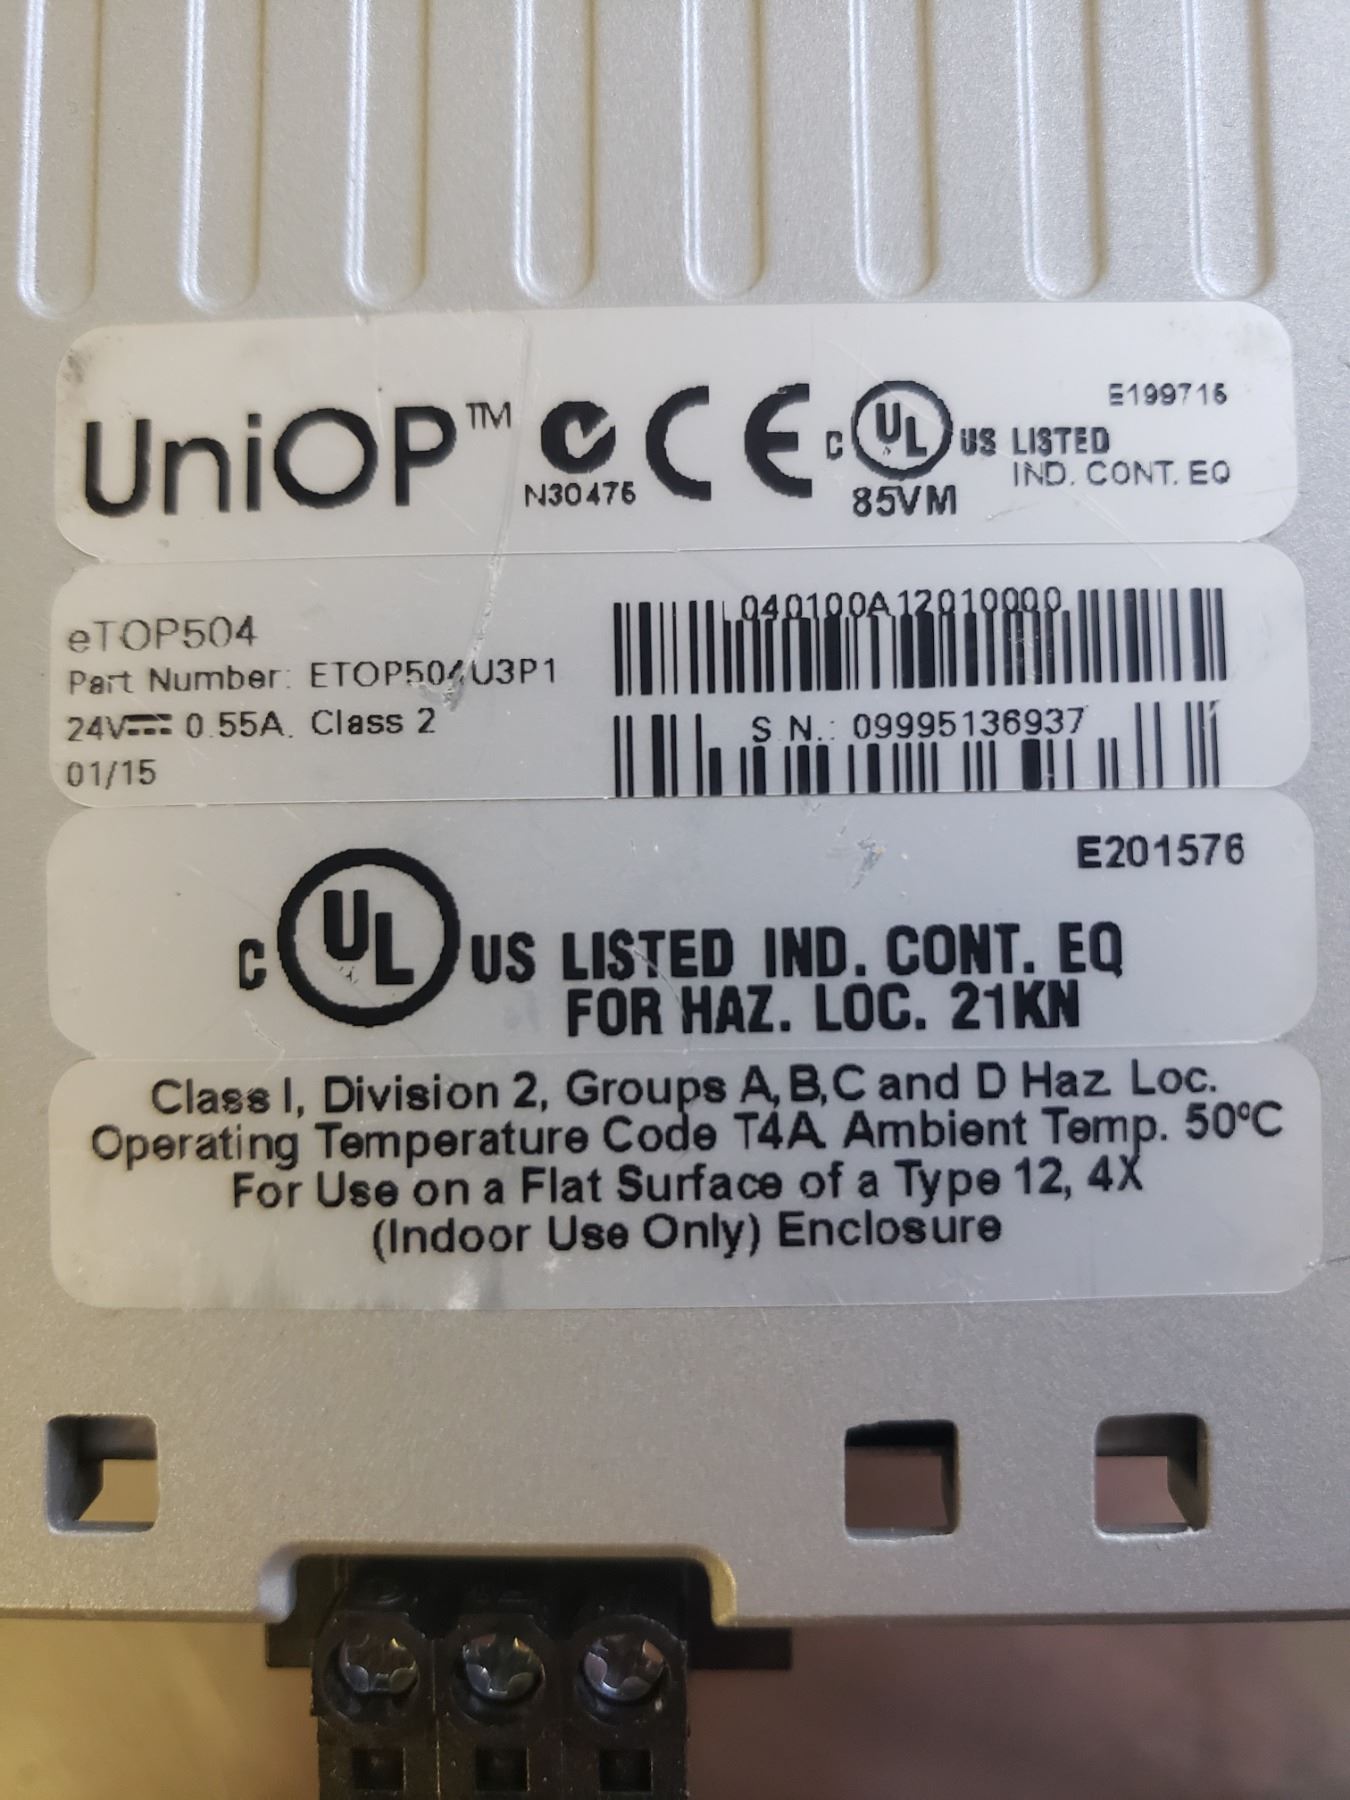 UniOP™
N30476
CE
c UL US LISTED
85VM
E199716
IND. CONT. EQ
eTOP504
Part Number: ETOP504U3P1
24V⎓ 0.55A. Class 2
01/15
040100A12010000
S.N.: 09995136937
E201576
c UL US LISTED IND. CONT. EQ
FOR HAZ. LOC. 21KN
Class I, Division 2, Groups A,B,C and D Haz. Loc.
Operating Temperature Code T4A Ambient Temp. 50°C
For Use on a Flat Surface of a Type 12, 4X
(Indoor Use Only) Enclosure